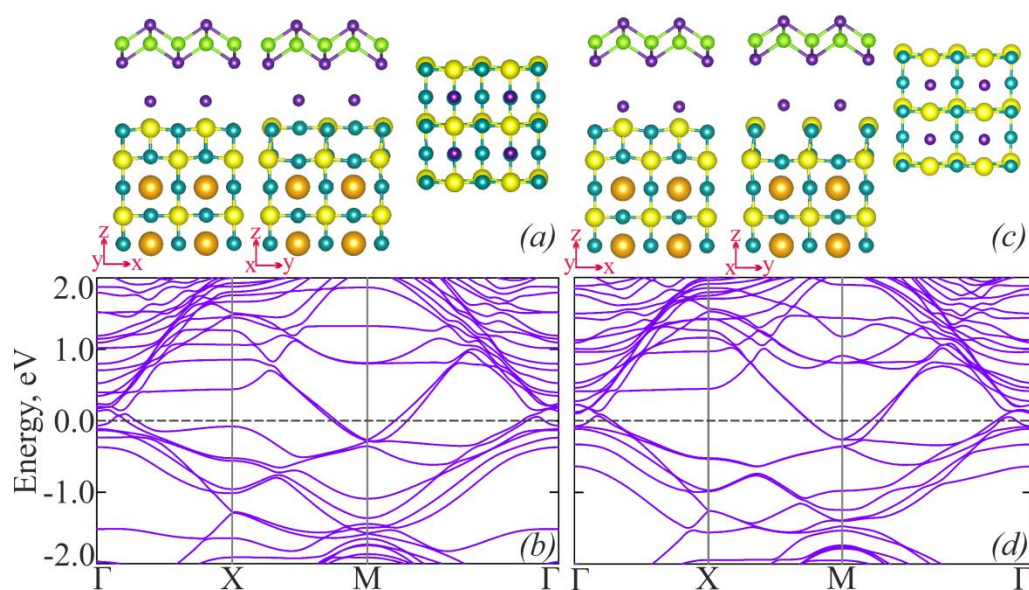 z z
y x x y
(a)
z z
y x x y
(c)
Energy, eV
2.0
1.0
0.0
-1.0
-2.0
(b)
(d)
Γ X M Γ
Γ X M Γ